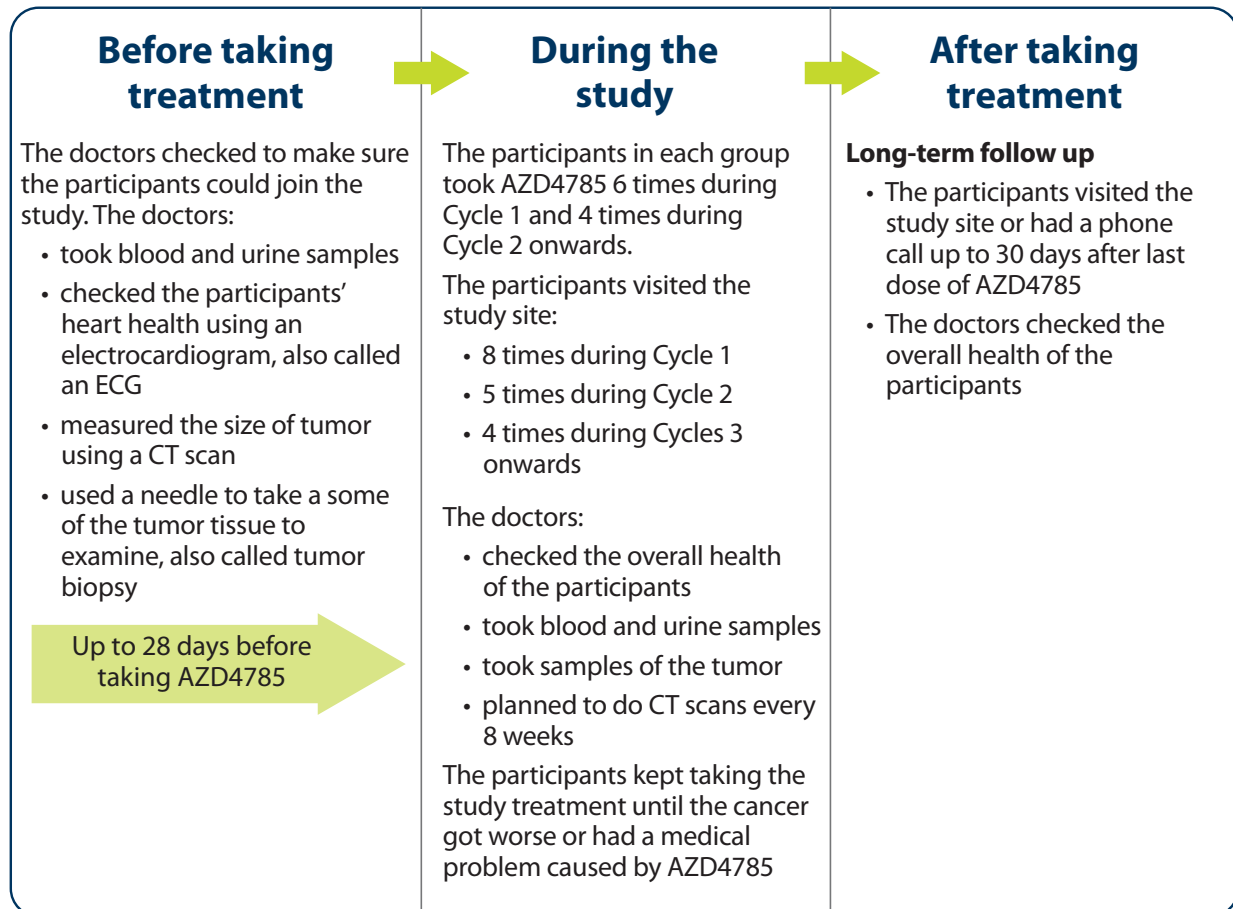 Before taking
treatment
The doctors checked to make sure
the participants could join the
study. The doctors:
• took blood and urine samples
• checked the participants'
heart health using an
electrocardiogram, also called
an ECG
• measured the size of tumor
using a CT scan
• used a needle to take a some
of the tumor tissue to
examine, also called tumor
biopsy
Up to 28 days before
taking AZD4785
During the
study
The participants in each group
took AZD4785 6 times during
Cycle 1 and 4 times during
Cycle 2 onwards.
The participants visited the
study site:
• 8 times during Cycle 1
• 5 times during Cycle 2
• 4 times during Cycles 3
onwards
The doctors:
• checked the overall health
of the participants
• took blood and urine samples
• took samples of the tumor
• planned to do CT scans every
8 weeks
The participants kept taking the
study treatment until the cancer
got worse or had a medical
problem caused by AZD4785
After taking
treatment
Long-term follow up
• The participants visited the
study site or had a phone
call up to 30 days after last
dose of AZD4785
• The doctors checked the
overall health of the
participants